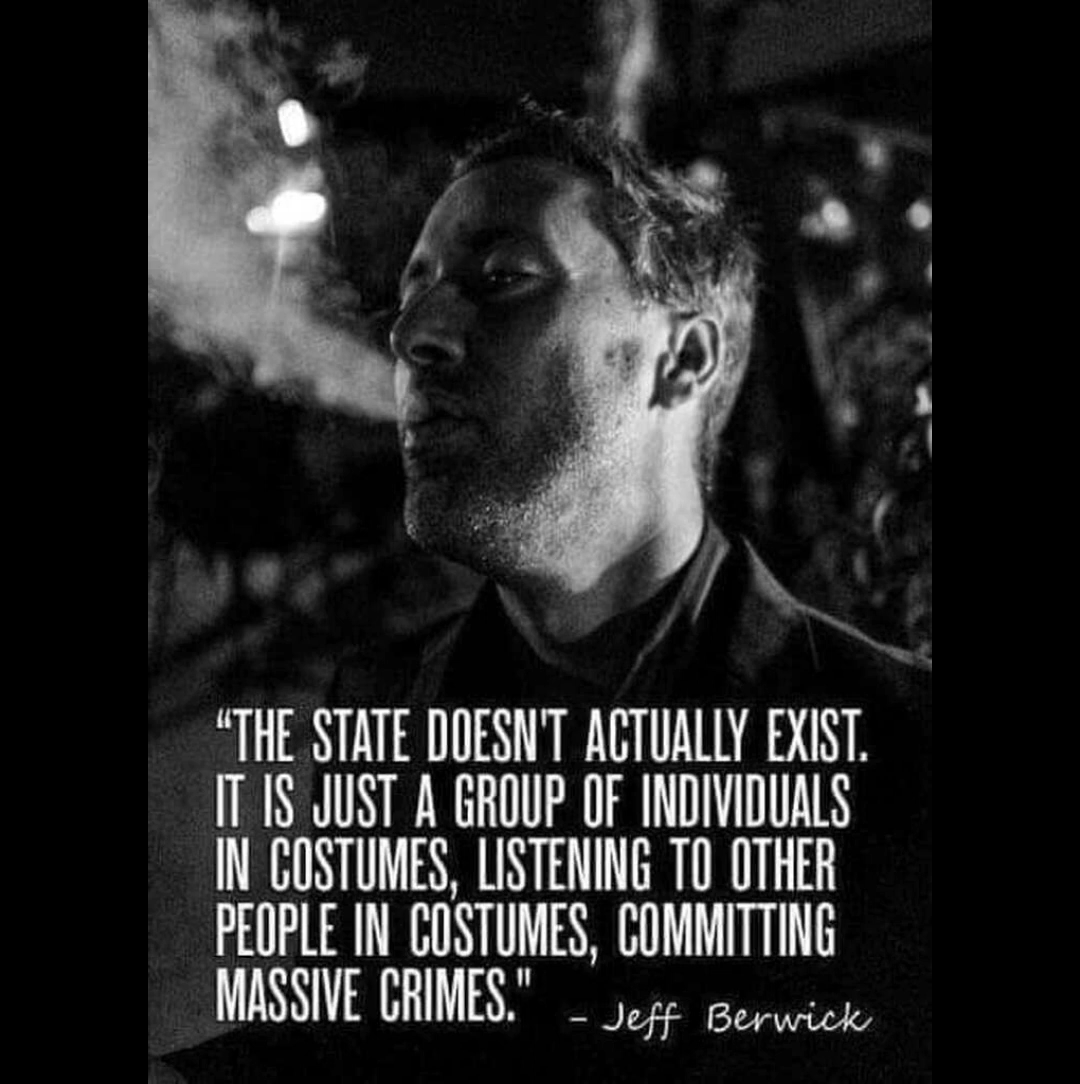 “THE STATE DOESN'T ACTUALLY EXIST.
IT IS JUST A GROUP OF INDIVIDUALS
IN COSTUMES, LISTENING TO OTHER
PEOPLE IN COSTUMES, COMMITTING
MASSIVE CRIMES."
- Jeff Berwick